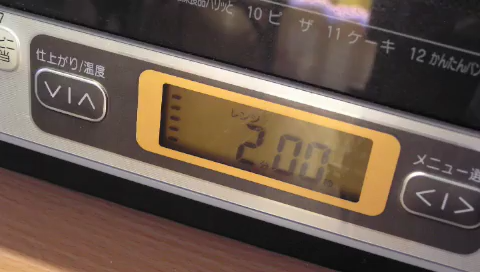 10 ピ ザ 11 ケーキ 12 かんたんパン
仕上がり/温度
∨|∧
レンジ
2.00
メニュー選
<|>